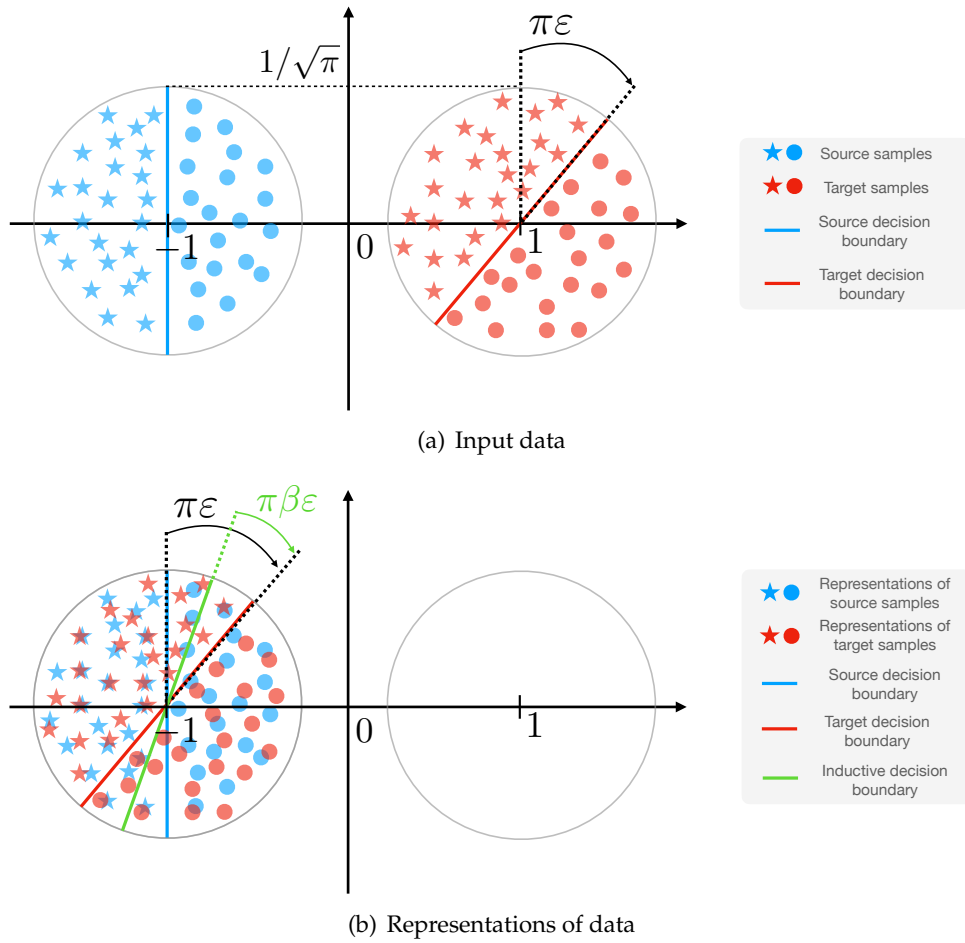 πε
1/√π
−1
0
1
Source samples
Target samples
Source decision
boundary
Target decision
boundary
(a) Input data
πε
πβε
−1
0
1
Representations of
source samples
Representations of
target samples
Source decision
boundary
Target decision
boundary
Inductive decision
boundary
(b) Representations of data